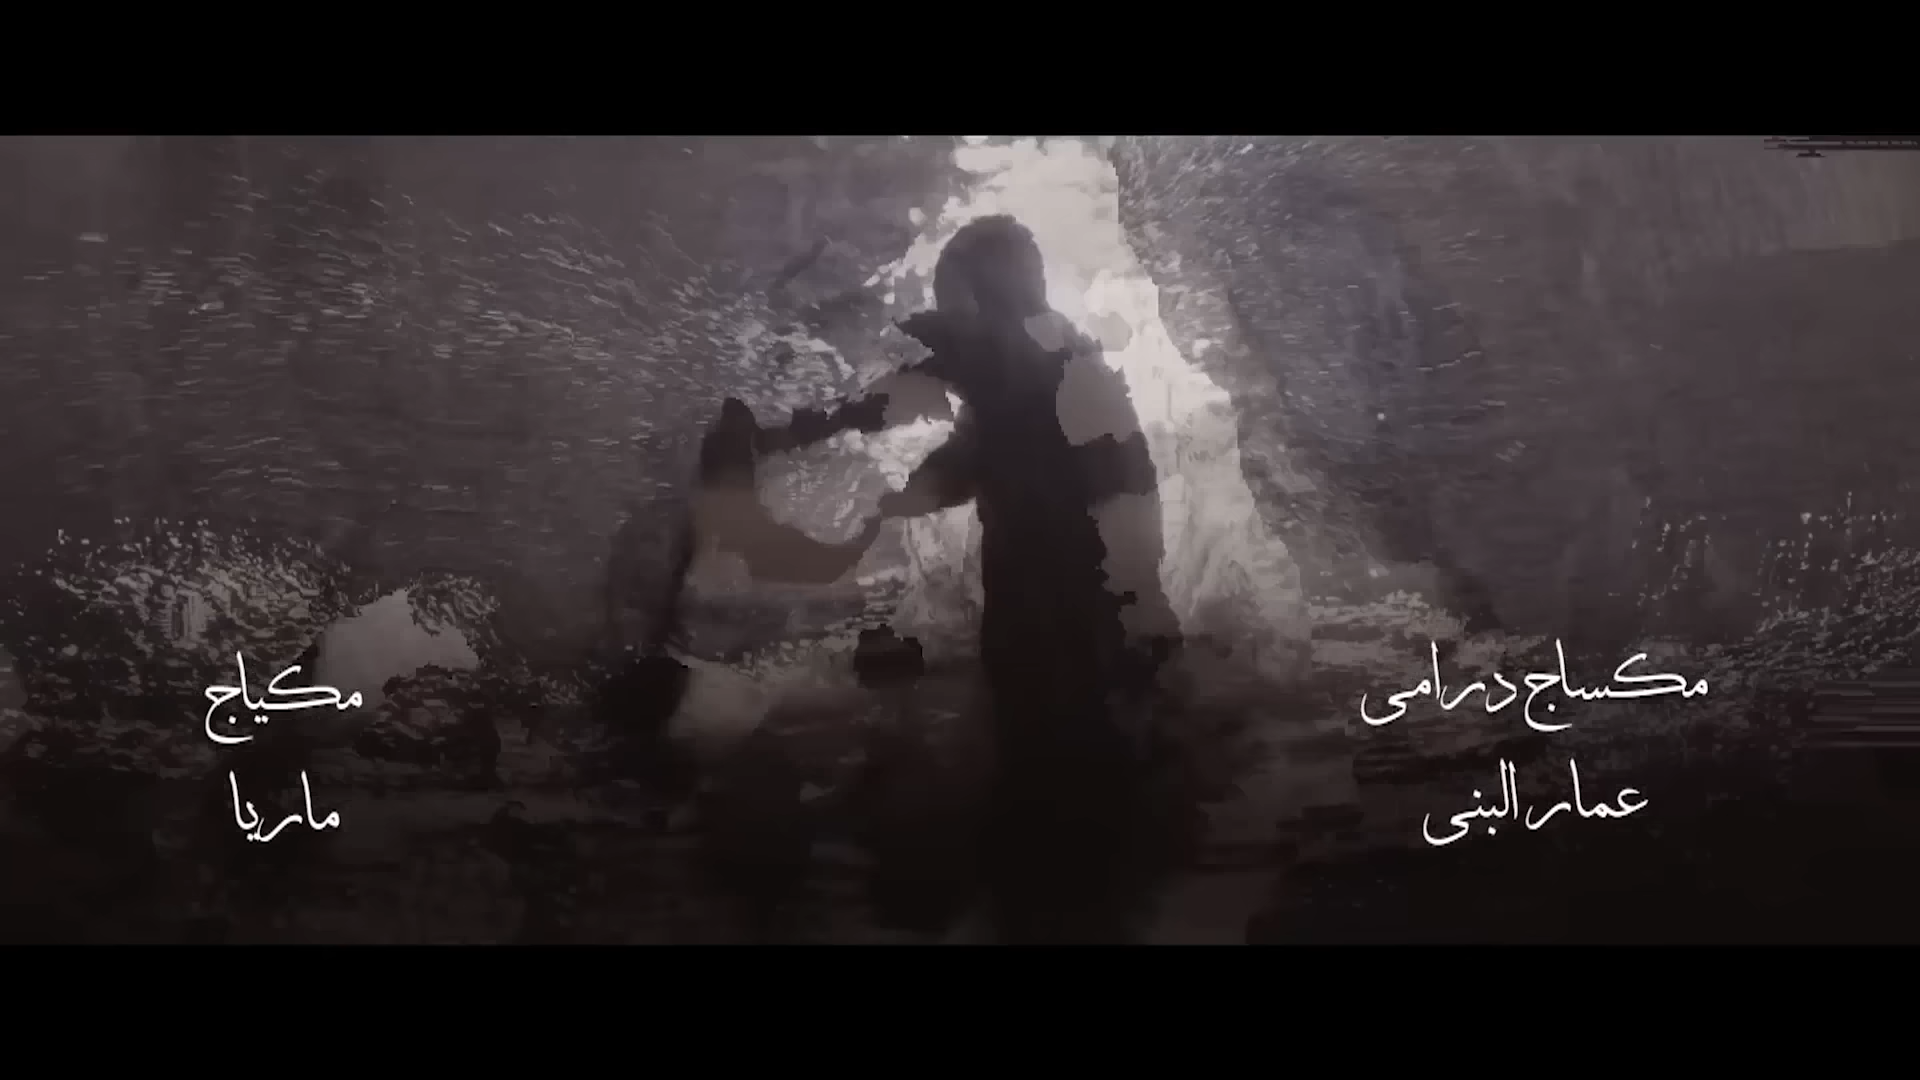 مكساج درامى
عمار البنى
مكياج
ماريا